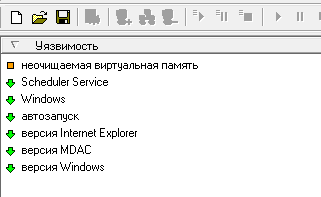 Уязвимость
неочищаемая виртуальная память
Scheduler Service
Windows
автозапуск
версия Internet Explorer
версия MDAC
версия Windows